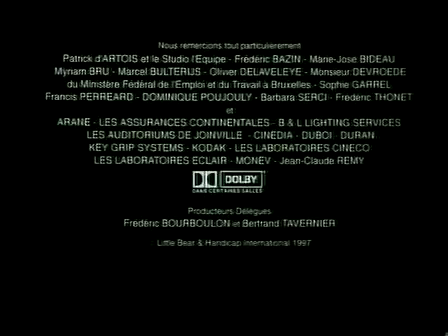 Nous remercions tout particulièrement
Patrick d'ARTOIS et le Studio l'Equipe - Frédéric BAZIN - Marie-José BIDEAU
Myriam BRU - Marcel BULTERIJS - Olivier DELAVELEYE - Monsieur DEVROEDE
du Ministère Fédéral de l'Emploi et du Travail à Bruxelles - Sophie GARREL
Francis PERREARD - DOMINIQUE POUJOULY - Barbara SERCI - Frédéric THONET
et
ARANE - LES ASSURANCES CONTINENTALES - B & L LIGHTING SERVICES
LES AUDITORIUMS DE JOINVILLE - CINEDIA - DUBOI - DURAN
KEY GRIP SYSTEMS - KODAK - LES LABORATOIRES CINECO
LES LABORATOIRES ECLAIR - MONEV - Jean-Claude REMY
DOLBY
DANS CERTAINES SALLES
Producteurs Délégués
Frédéric BOURBOULON et Bertrand TAVERNIER
Little Bear & Handicap International 1997